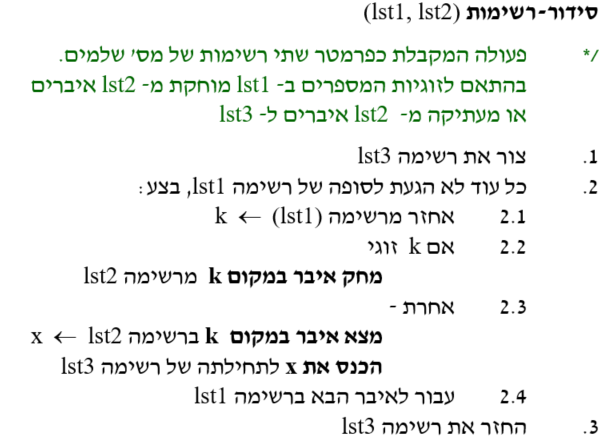 סידור-רשימות (lst1, lst2)
/* פעולה המקבלת כפרמטר שתי רשימות של מס' שלמים.
בהתאם לזוגיות המספרים ב- lst1 מוחקת מ- lst2 איברים
או מעתיקה מ- lst2 איברים ל- lst3
1. צור את רשימה lst3
2. כל עוד לא הגעת לסופה של רשימה lst1, בצע:
2.1 אחזר מרשימה (lst1) → k
2.2 אם k זוגי
מחק איבר במקום k מרשימה lst2
2.3 אחרת -
מצא איבר במקום k ברשימה lst2 → x
הכנס את x לתחילתה של רשימה lst3
2.4 עבור לאיבר הבא ברשימה lst1
3. החזר את רשימה lst3